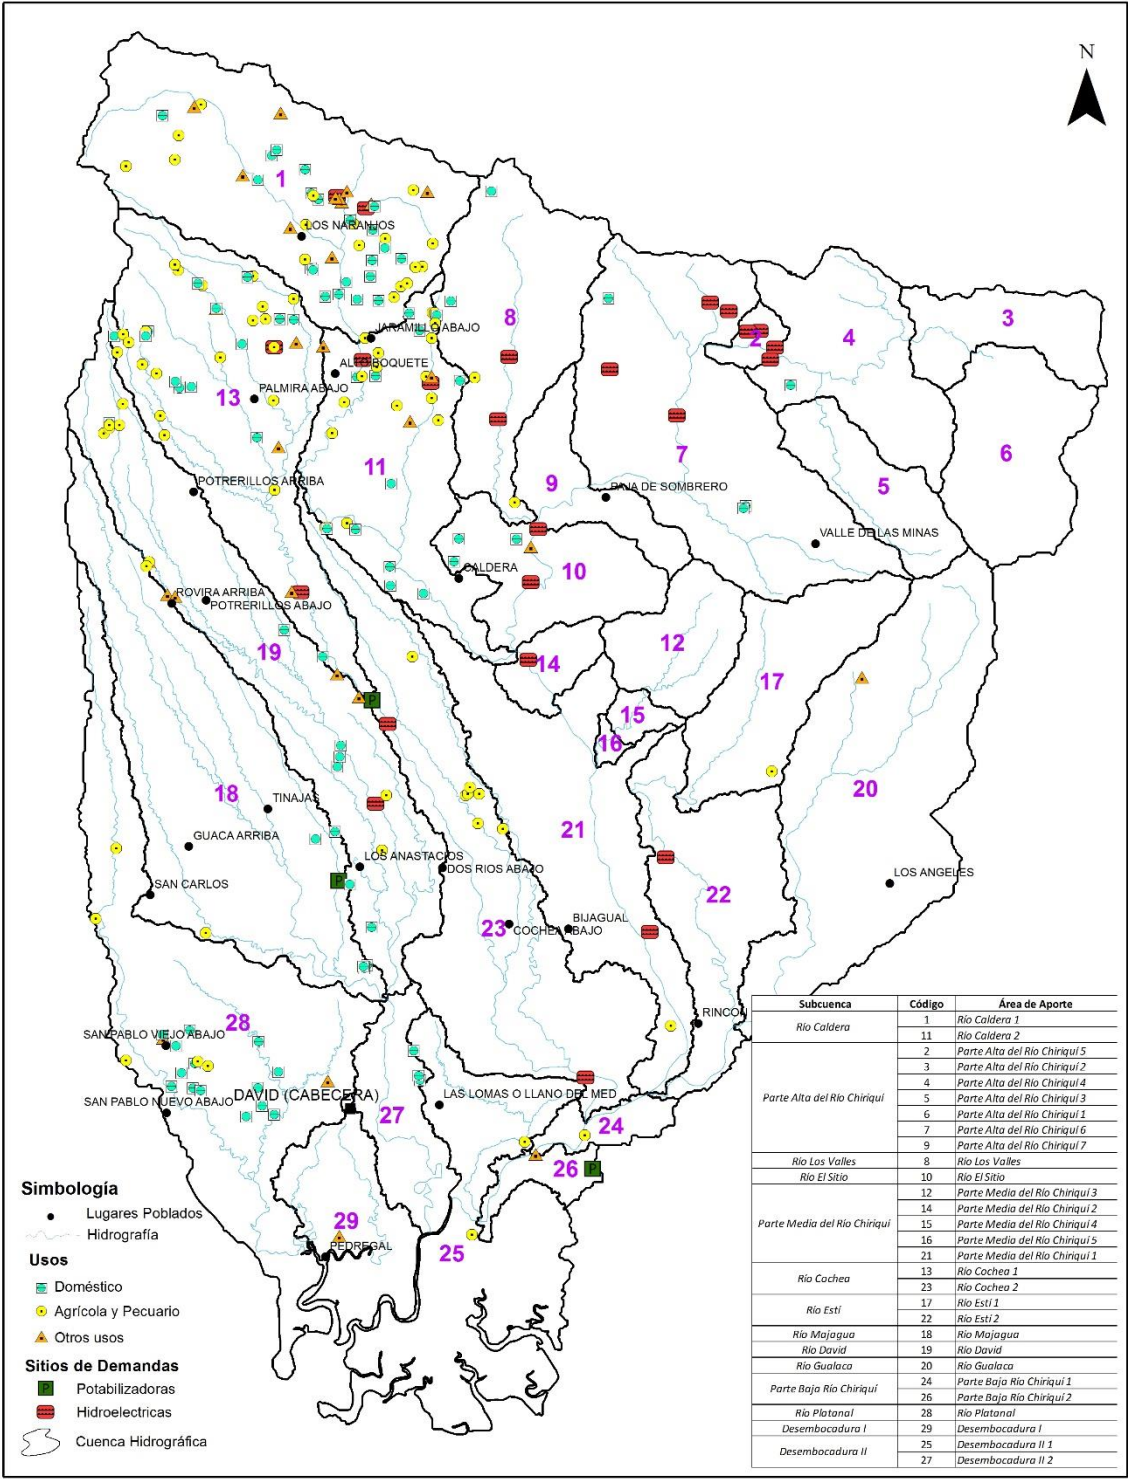 N
1
LOS NARANJOS
JARAMILLO ABAJO
8
2
4
3
ALTO BOQUETE
PALMIRA ABAJO
13
11
7
6
9
5
POTRERILLOS ARRIBA
PAJA DE SOMBRERO
VALLE DE LAS MINAS
CALDERA
10
ROVIRA ARRIBA
POTRERILLOS ABAJO
19
14
12
17
15
16
18
TINAJAS
20
GUACA ARRIBA
21
LOS ANASTACIOS
DOS RIOS ABAJO
LOS ANGELES
SAN CARLOS
22
23
COCHEA ABAJO
BIJAGUAL
RINCON
28
SAN PABLO VIEJO ABAJO
DAVID (CABECERA)
SAN PABLO NUEVO ABAJO
27
LAS LOMAS O LLANO DEL MED
24
26
P
P
P
29
PEDREGAL
25
Simbología
Lugares Poblados
Hidrografía
Usos
Doméstico
Agrícola y Pecuario
Otros usos
Sitios de Demandas
P Potabilizadoras
Hidroelectricas
Cuenca Hidrográfica
Subcuenca Código Área de Aporte
Río Caldera 1 Río Caldera 1
11 Río Caldera 2
Parte Alta del Río Chiriquí 2 Parte Alta del Río Chiriquí 5
3 Parte Alta del Río Chiriquí 2
4 Parte Alta del Río Chiriquí 4
5 Parte Alta del Río Chiriquí 3
6 Parte Alta del Río Chiriquí 1
7 Parte Alta del Río Chiriquí 6
9 Parte Alta del Río Chiriquí 7
Río Los Valles 8 Río Los Valles
Río El Sitio 10 Río El Sitio
Parte Media del Río Chiriquí 12 Parte Media del Río Chiriquí 3
14 Parte Media del Río Chiriquí 2
15 Parte Media del Río Chiriquí 4
16 Parte Media del Río Chiriquí 5
21 Parte Media del Río Chiriquí 1
Río Cochea 13 Río Cochea 1
23 Río Cochea 2
Río Estí 17 Río Estí 1
22 Río Estí 2
Río Majagua 18 Río Majagua
Río David 19 Río David
Río Gualaca 20 Río Gualaca
Parte Baja Río Chiriquí 24 Parte Baja Río Chiriquí 1
26 Parte Baja Río Chiriquí 2
Río Platanal 28 Río Platanal
Desembocadura I 29 Desembocadura I
Desembocadura II 25 Desembocadura II 1
27 Desembocadura II 2